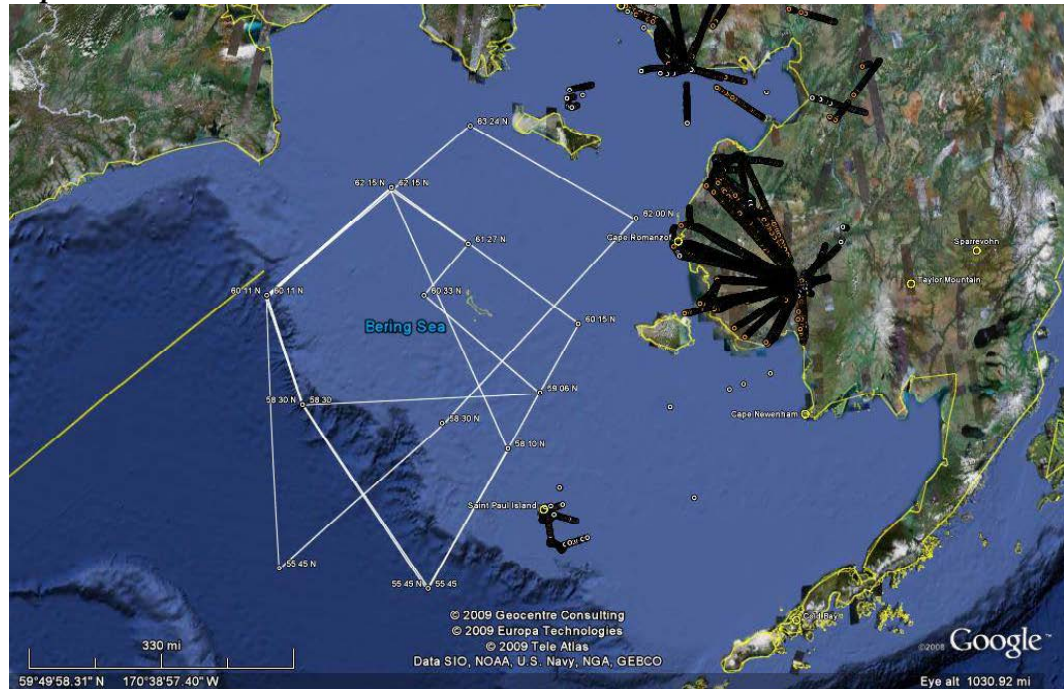 63 24 N
62 15 N
62 15 N
62 00 N
Cape Romanzof
61 27 N
Sparrevohn
Taylor Mountain
60 11 N
60 11 N
60 33 N
Bering Sea
60 15 N
59 06 N
58 30 N
58 30
58 30 N
Cape Newenham
58 10 N
Saint Paul Island
55 45 N
55 45 N
55 45
Cold Bay
© 2009 Geocentre Consulting
© 2009 Europa Technologies
© 2009 Tele Atlas
Data SIO, NOAA, U.S. Navy, NGA, GEBCO
©2008 Google™
330 mi
59°49'58.31" N 170°38'57.40" W
Eye alt 1030.92 mi